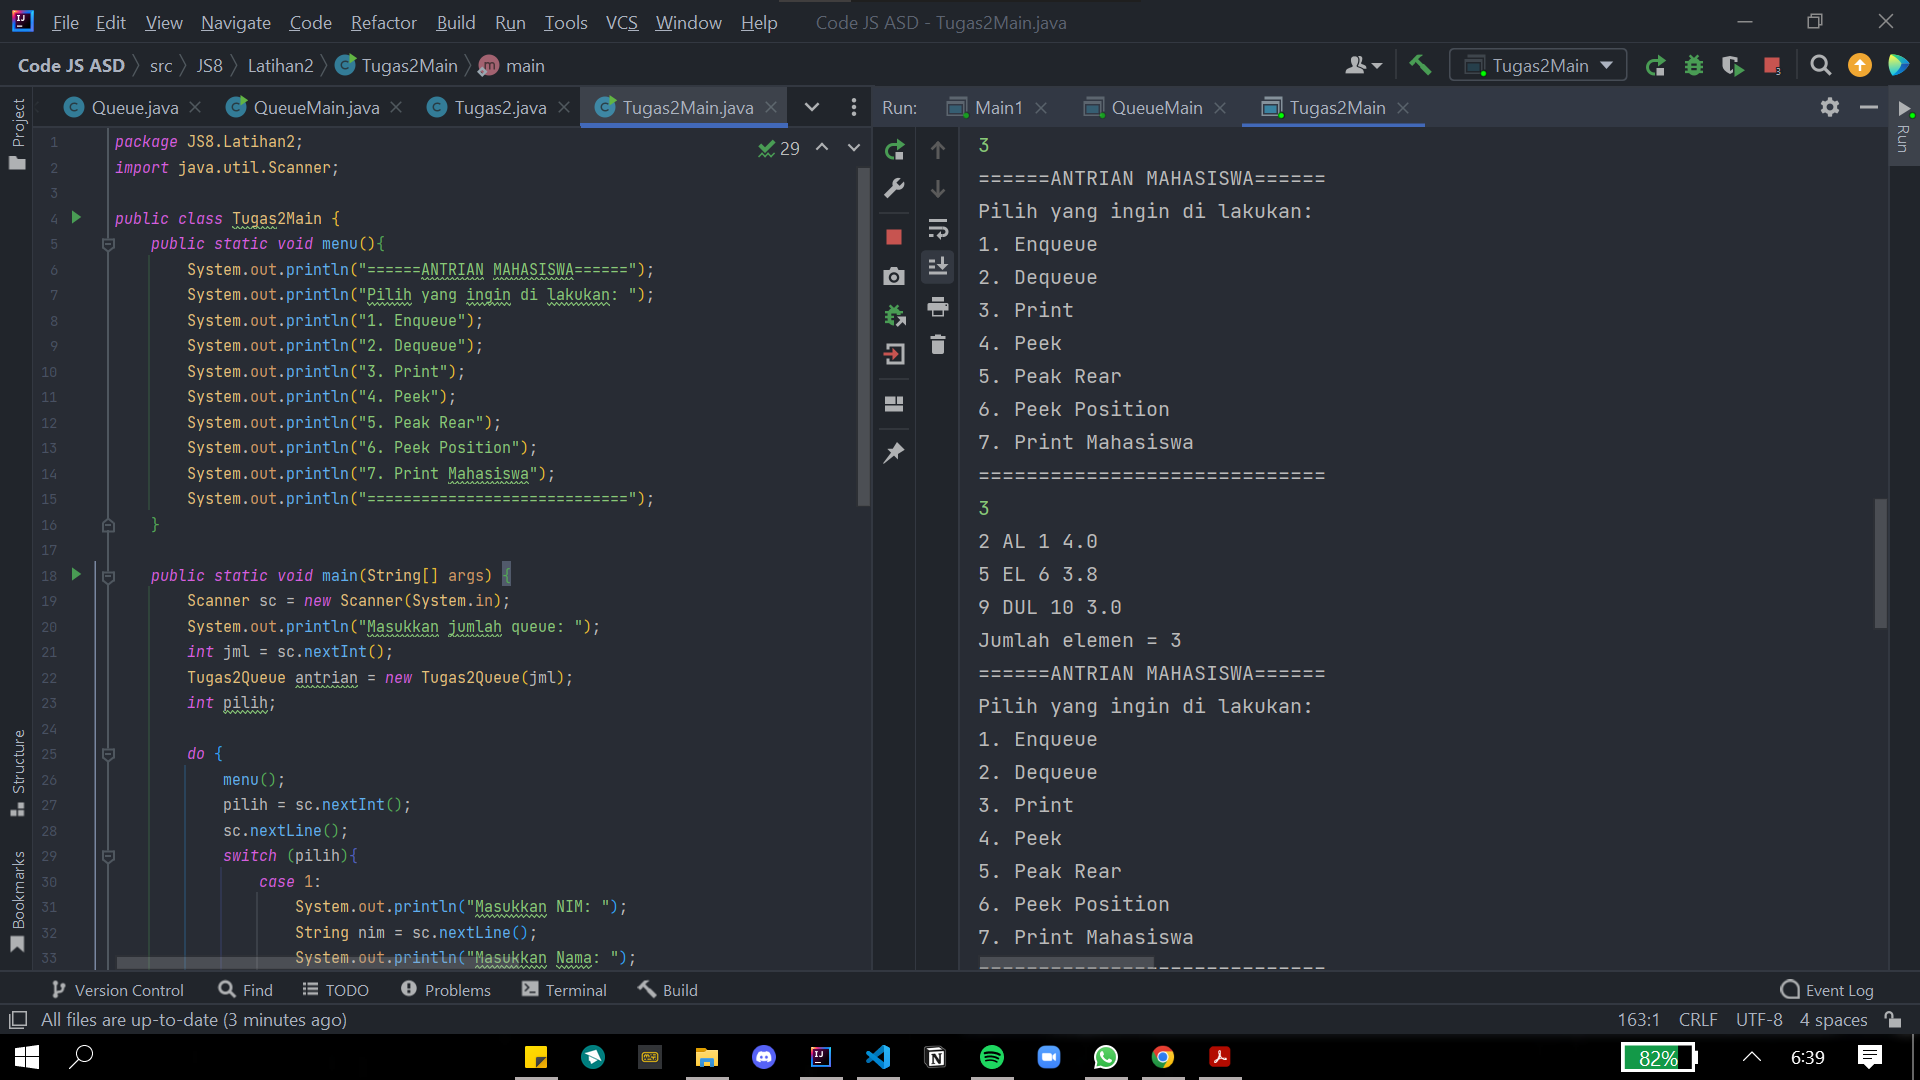 File Edit View Navigate Code Refactor Build Run Tools VCS Window Help Code JS ASD - Tugas2Main.java
Code JS ASD src JS8 Latihan2 Tugas2Main main Tugas2Main
Queue.java QueueMain.java Tugas2.java Tugas2Main.java
Run: Main1 QueueMain Tugas2Main
Project
Structure
Bookmarks
Run
29
1 package JS8.Latihan2;
2 import java.util.Scanner;
3
4 public class Tugas2Main {
5 public static void menu(){
6 System.out.println("======ANTRIAN MAHASISWA======");
7 System.out.println("Pilih yang ingin di lakukan: ");
8 System.out.println("1. Enqueue");
9 System.out.println("2. Dequeue");
10 System.out.println("3. Print");
11 System.out.println("4. Peek");
12 System.out.println("5. Peak Rear");
13 System.out.println("6. Peek Position");
14 System.out.println("7. Print Mahasiswa");
15 System.out.println("=============================");
16 }
17
18 public static void main(String[] args) {
19 Scanner sc = new Scanner(System.in);
20 System.out.println("Masukkan jumlah queue: ");
21 int jml = sc.nextInt();
22 Tugas2Queue antrian = new Tugas2Queue(jml);
23 int pilih;
24
25 do {
26 menu();
27 pilih = sc.nextInt();
28 sc.nextLine();
29 switch (pilih){
30 case 1:
31 System.out.println("Masukkan NIM: ");
32 String nim = sc.nextLine();
33 System.out.println("Masukkan Nama: ");
3
======ANTRIAN MAHASISWA======
Pilih yang ingin di lakukan:
1. Enqueue
2. Dequeue
3. Print
4. Peek
5. Peak Rear
6. Peek Position
7. Print Mahasiswa
=============================
3
2 AL 1 4.0
5 EL 6 3.8
9 DUL 10 3.0
Jumlah elemen = 3
======ANTRIAN MAHASISWA======
Pilih yang ingin di lakukan:
1. Enqueue
2. Dequeue
3. Print
4. Peek
5. Peak Rear
6. Peek Position
7. Print Mahasiswa
=============================
Version Control Find TODO Problems Terminal Build Event Log
All files are up-to-date (3 minutes ago) 163:1 CRLF UTF-8 4 spaces
82% 6:39